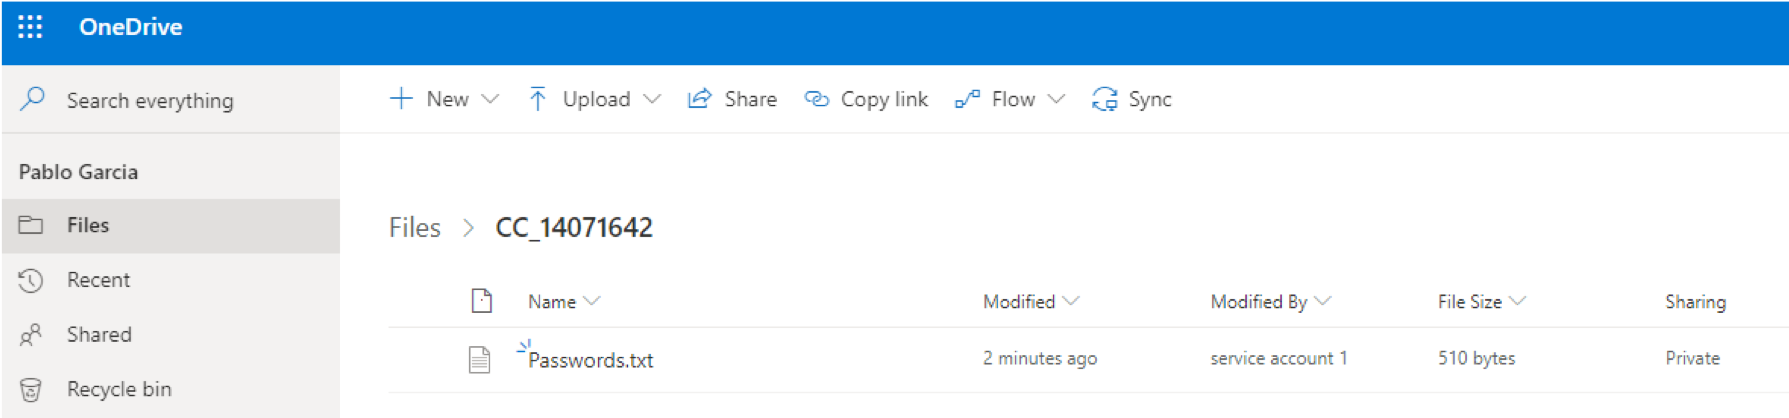 OneDrive
Search everything
New Upload Share Copy link Flow Sync
Pablo Garcia
Files
Recent
Shared
Recycle bin
Files > CC_14071642
Name Modified Modified By File Size Sharing
Passwords.txt 2 minutes ago service account 1 510 bytes Private